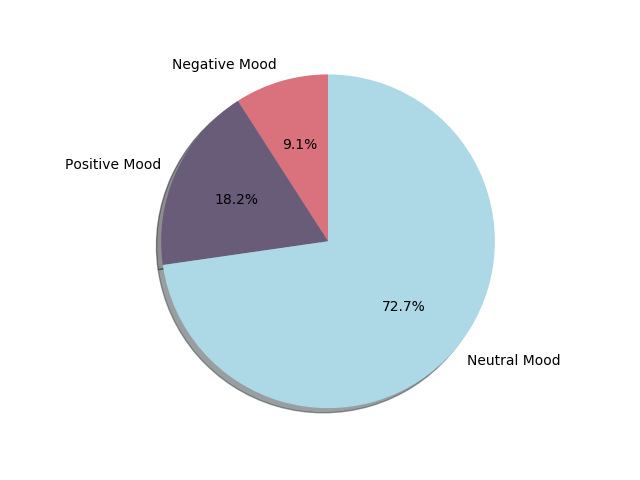 Negative Mood
9.1%
Positive Mood
18.2%
72.7%
Neutral Mood